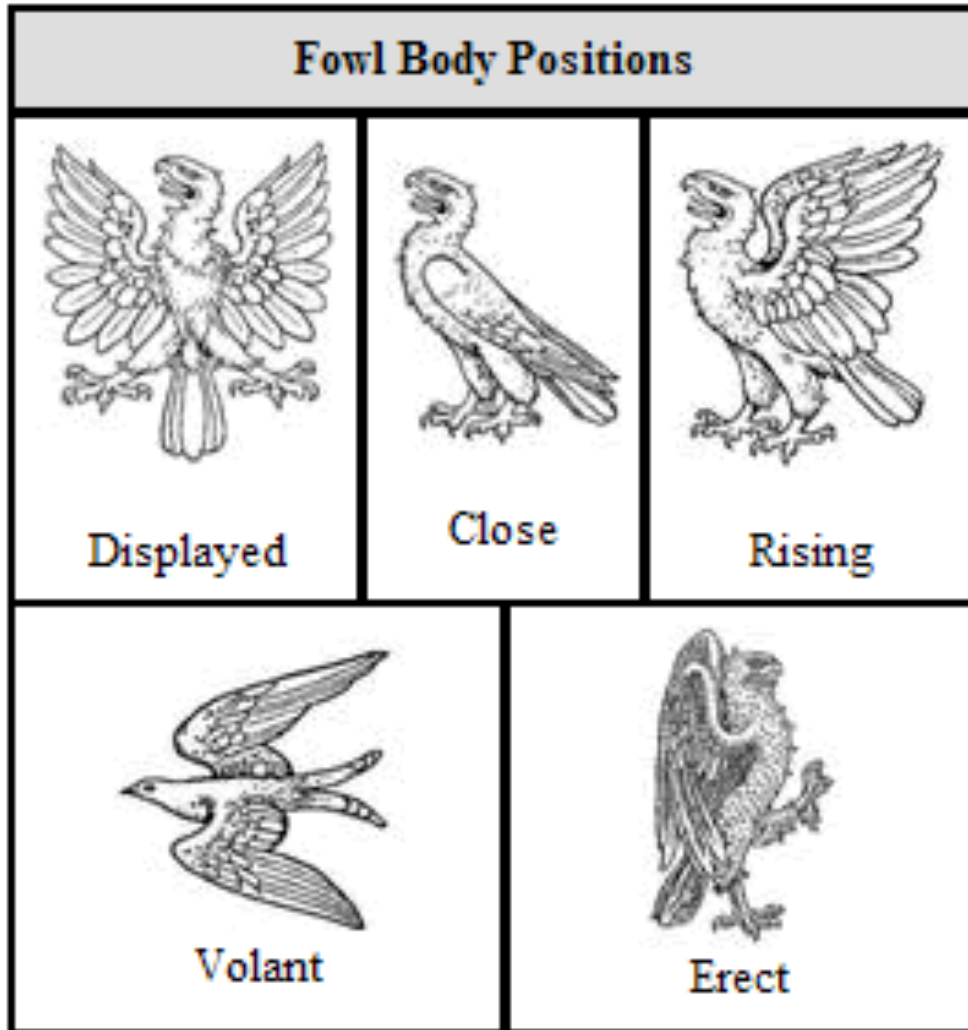 Fowl Body Positions
Displayed
Close
Rising
Volant
Erect